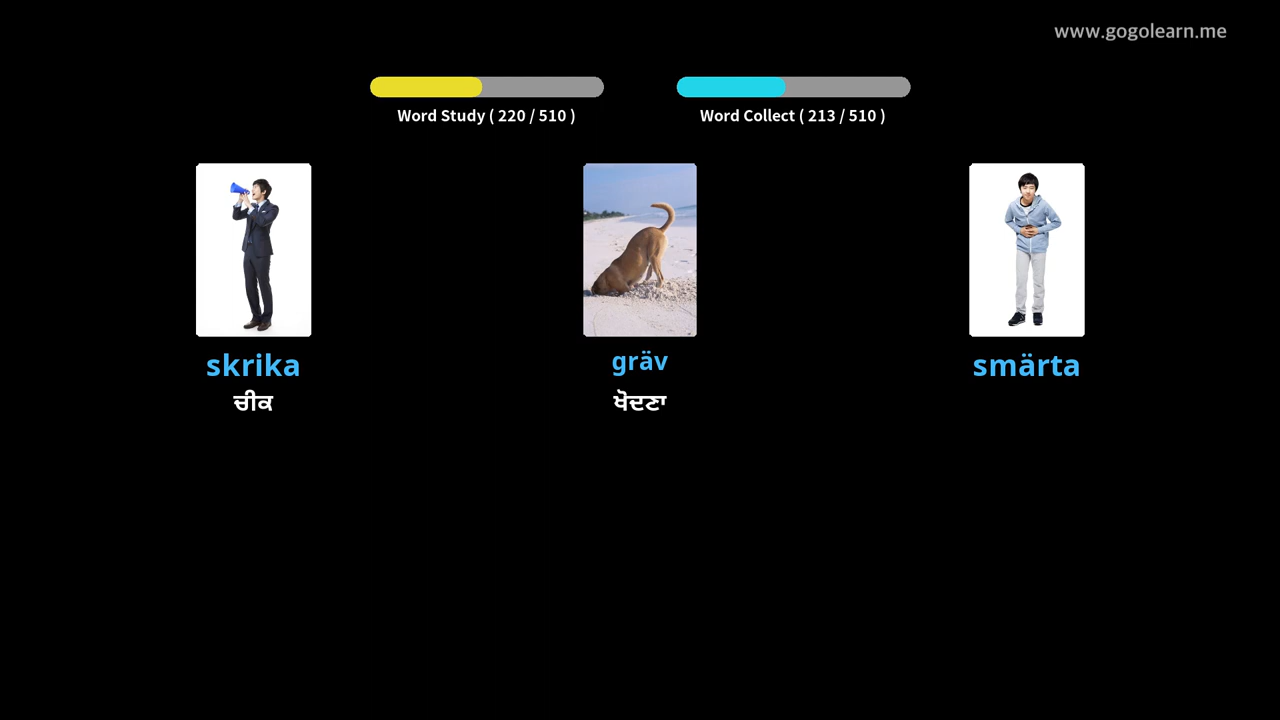 www.gogolearn.me
Word Study ( 220 / 510 )
Word Collect ( 213 / 510 )
skrika
gräv
smärta
ਚੀਕ
ਖੋਦਣਾ